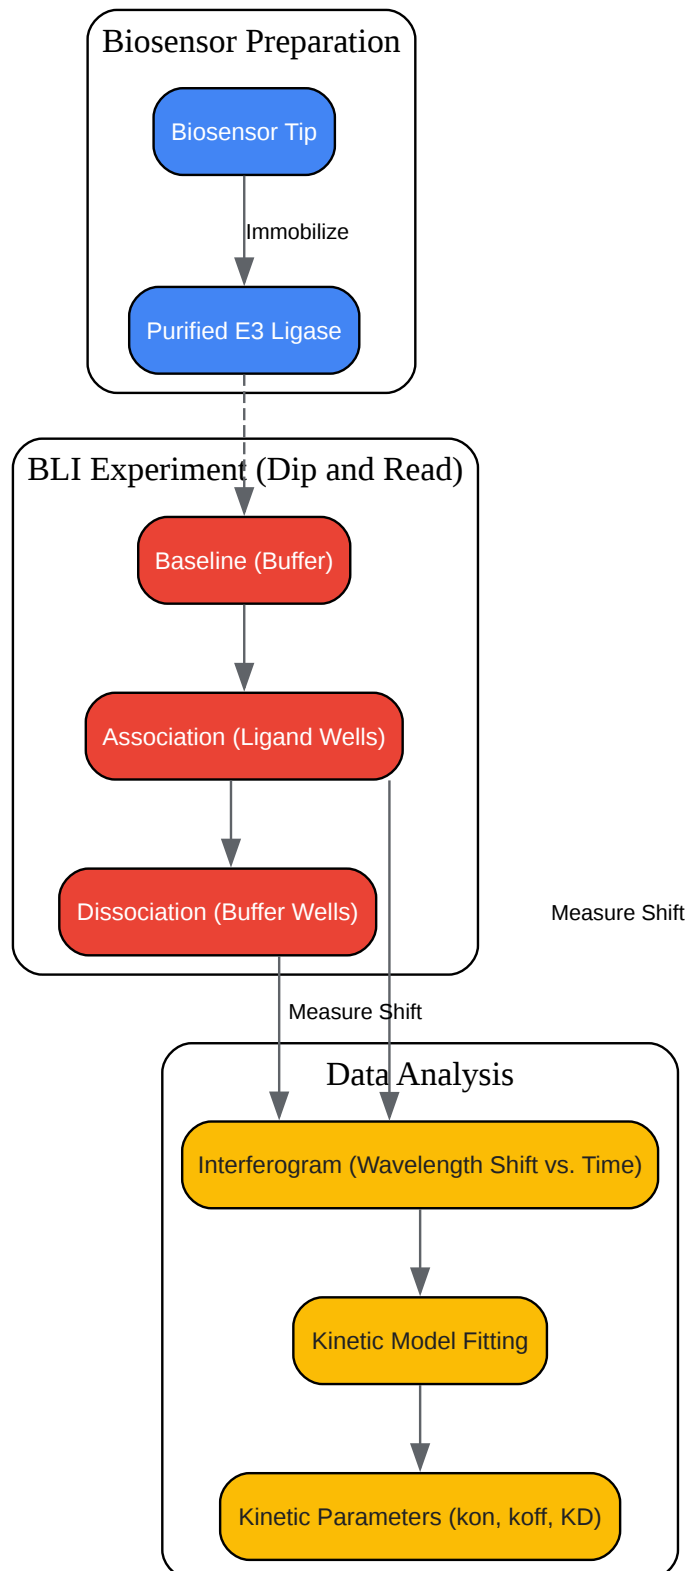 Biosensor Preparation
Biosensor Tip
Immobilize
Purified E3 Ligase
BLI Experiment (Dip and Read)
Baseline (Buffer)
Association (Ligand Wells)
Dissociation (Buffer Wells)
Measure Shift
Measure Shift
Data Analysis
Interferogram (Wavelength Shift vs. Time)
Kinetic Model Fitting
Kinetic Parameters (kon, koff, KD)